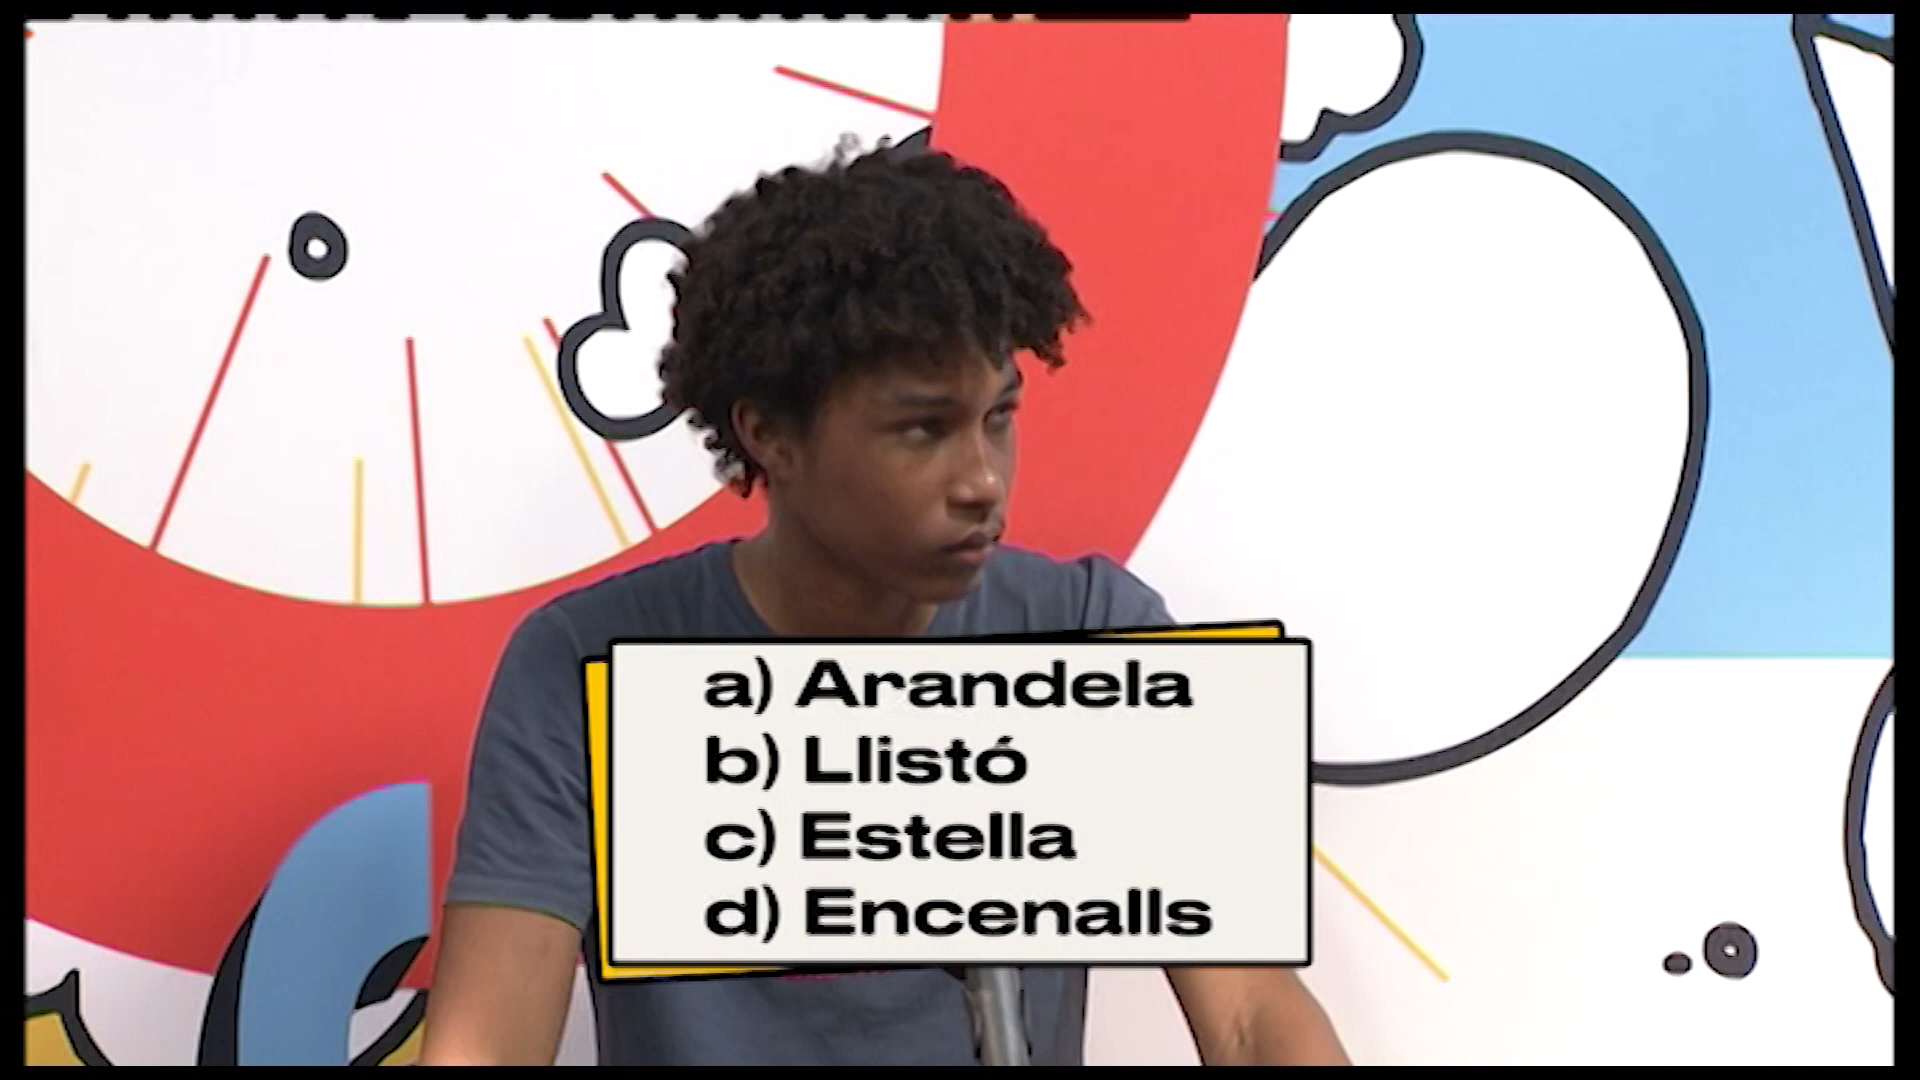 a) Arandela
b) Llistó
c) Estella
d) Encenalls